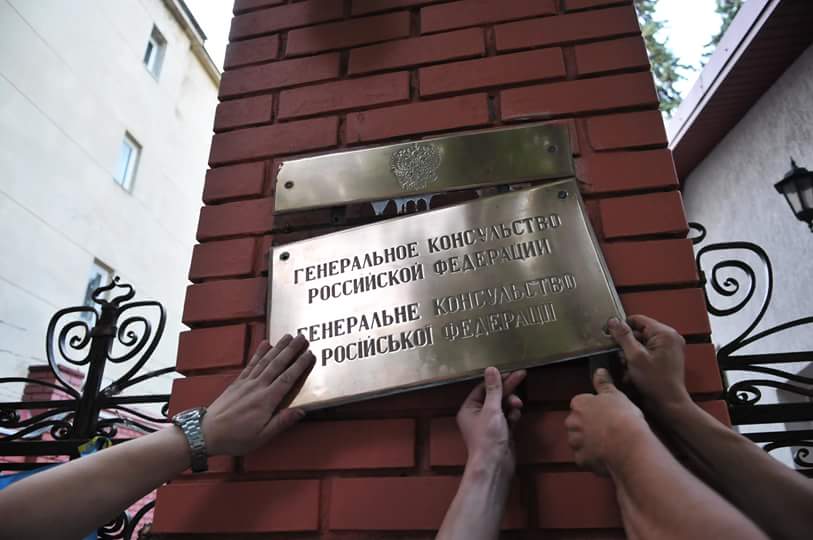 ГЕНЕРАЛЬНОЕ КОНСУЛЬСТВО
РОССИЙСКОЙ ФЕДЕРАЦИИ
ГЕНЕРАЛЬНЕ КОНСУЛЬСТВО
РОСІЙСЬКОЇ ФЕДЕРАЦІЇ